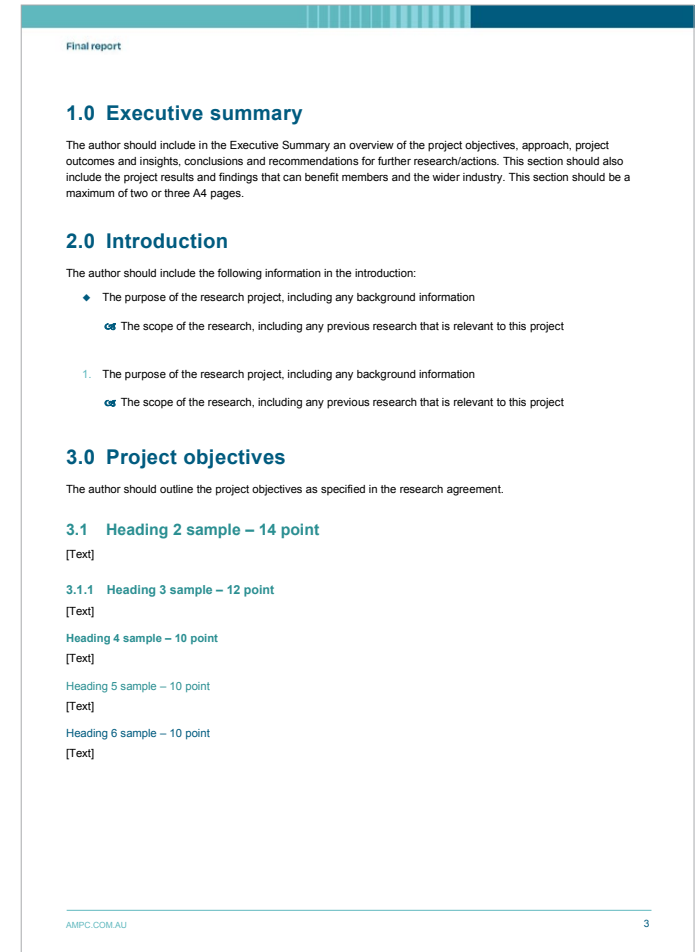 Final report
1.0 Executive summary
The author should include in the Executive Summary an overview of the project objectives, approach, project
outcomes and insights, conclusions and recommendations for further research/actions. This section should also
include the project results and findings that can benefit members and the wider industry. This section should be a
maximum of two or three A4 pages.
2.0 Introduction
The author should include the following information in the introduction:
◆ The purpose of the research project, including any background information
The scope of the research, including any previous research that is relevant to this project
1. The purpose of the research project, including any background information
The scope of the research, including any previous research that is relevant to this project
3.0 Project objectives
The author should outline the project objectives as specified in the research agreement.
3.1 Heading 2 sample – 14 point
[Text]
3.1.1 Heading 3 sample – 12 point
[Text]
Heading 4 sample – 10 point
[Text]
Heading 5 sample – 10 point
[Text]
Heading 6 sample – 10 point
[Text]
AMPC.COM.AU 3